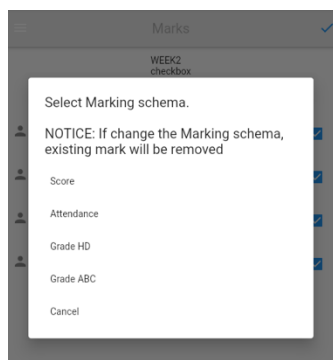 Marks
WEEK2
checkbox
Select Marking schema.
NOTICE: If change the Marking schema,
existing mark will be removed
Score
Attendance
Grade HD
Grade ABC
Cancel